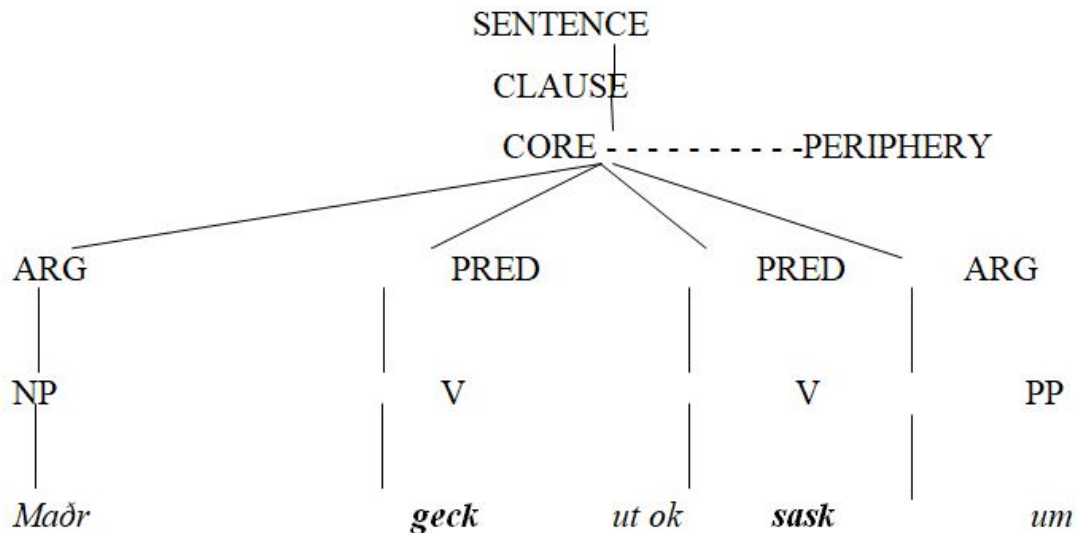 SENTENCE
CLAUSE
CORE - - - - - - - - - -PERIPHERY
ARG PRED PRED ARG
NP V V PP
Maðr geck ut ok sask um